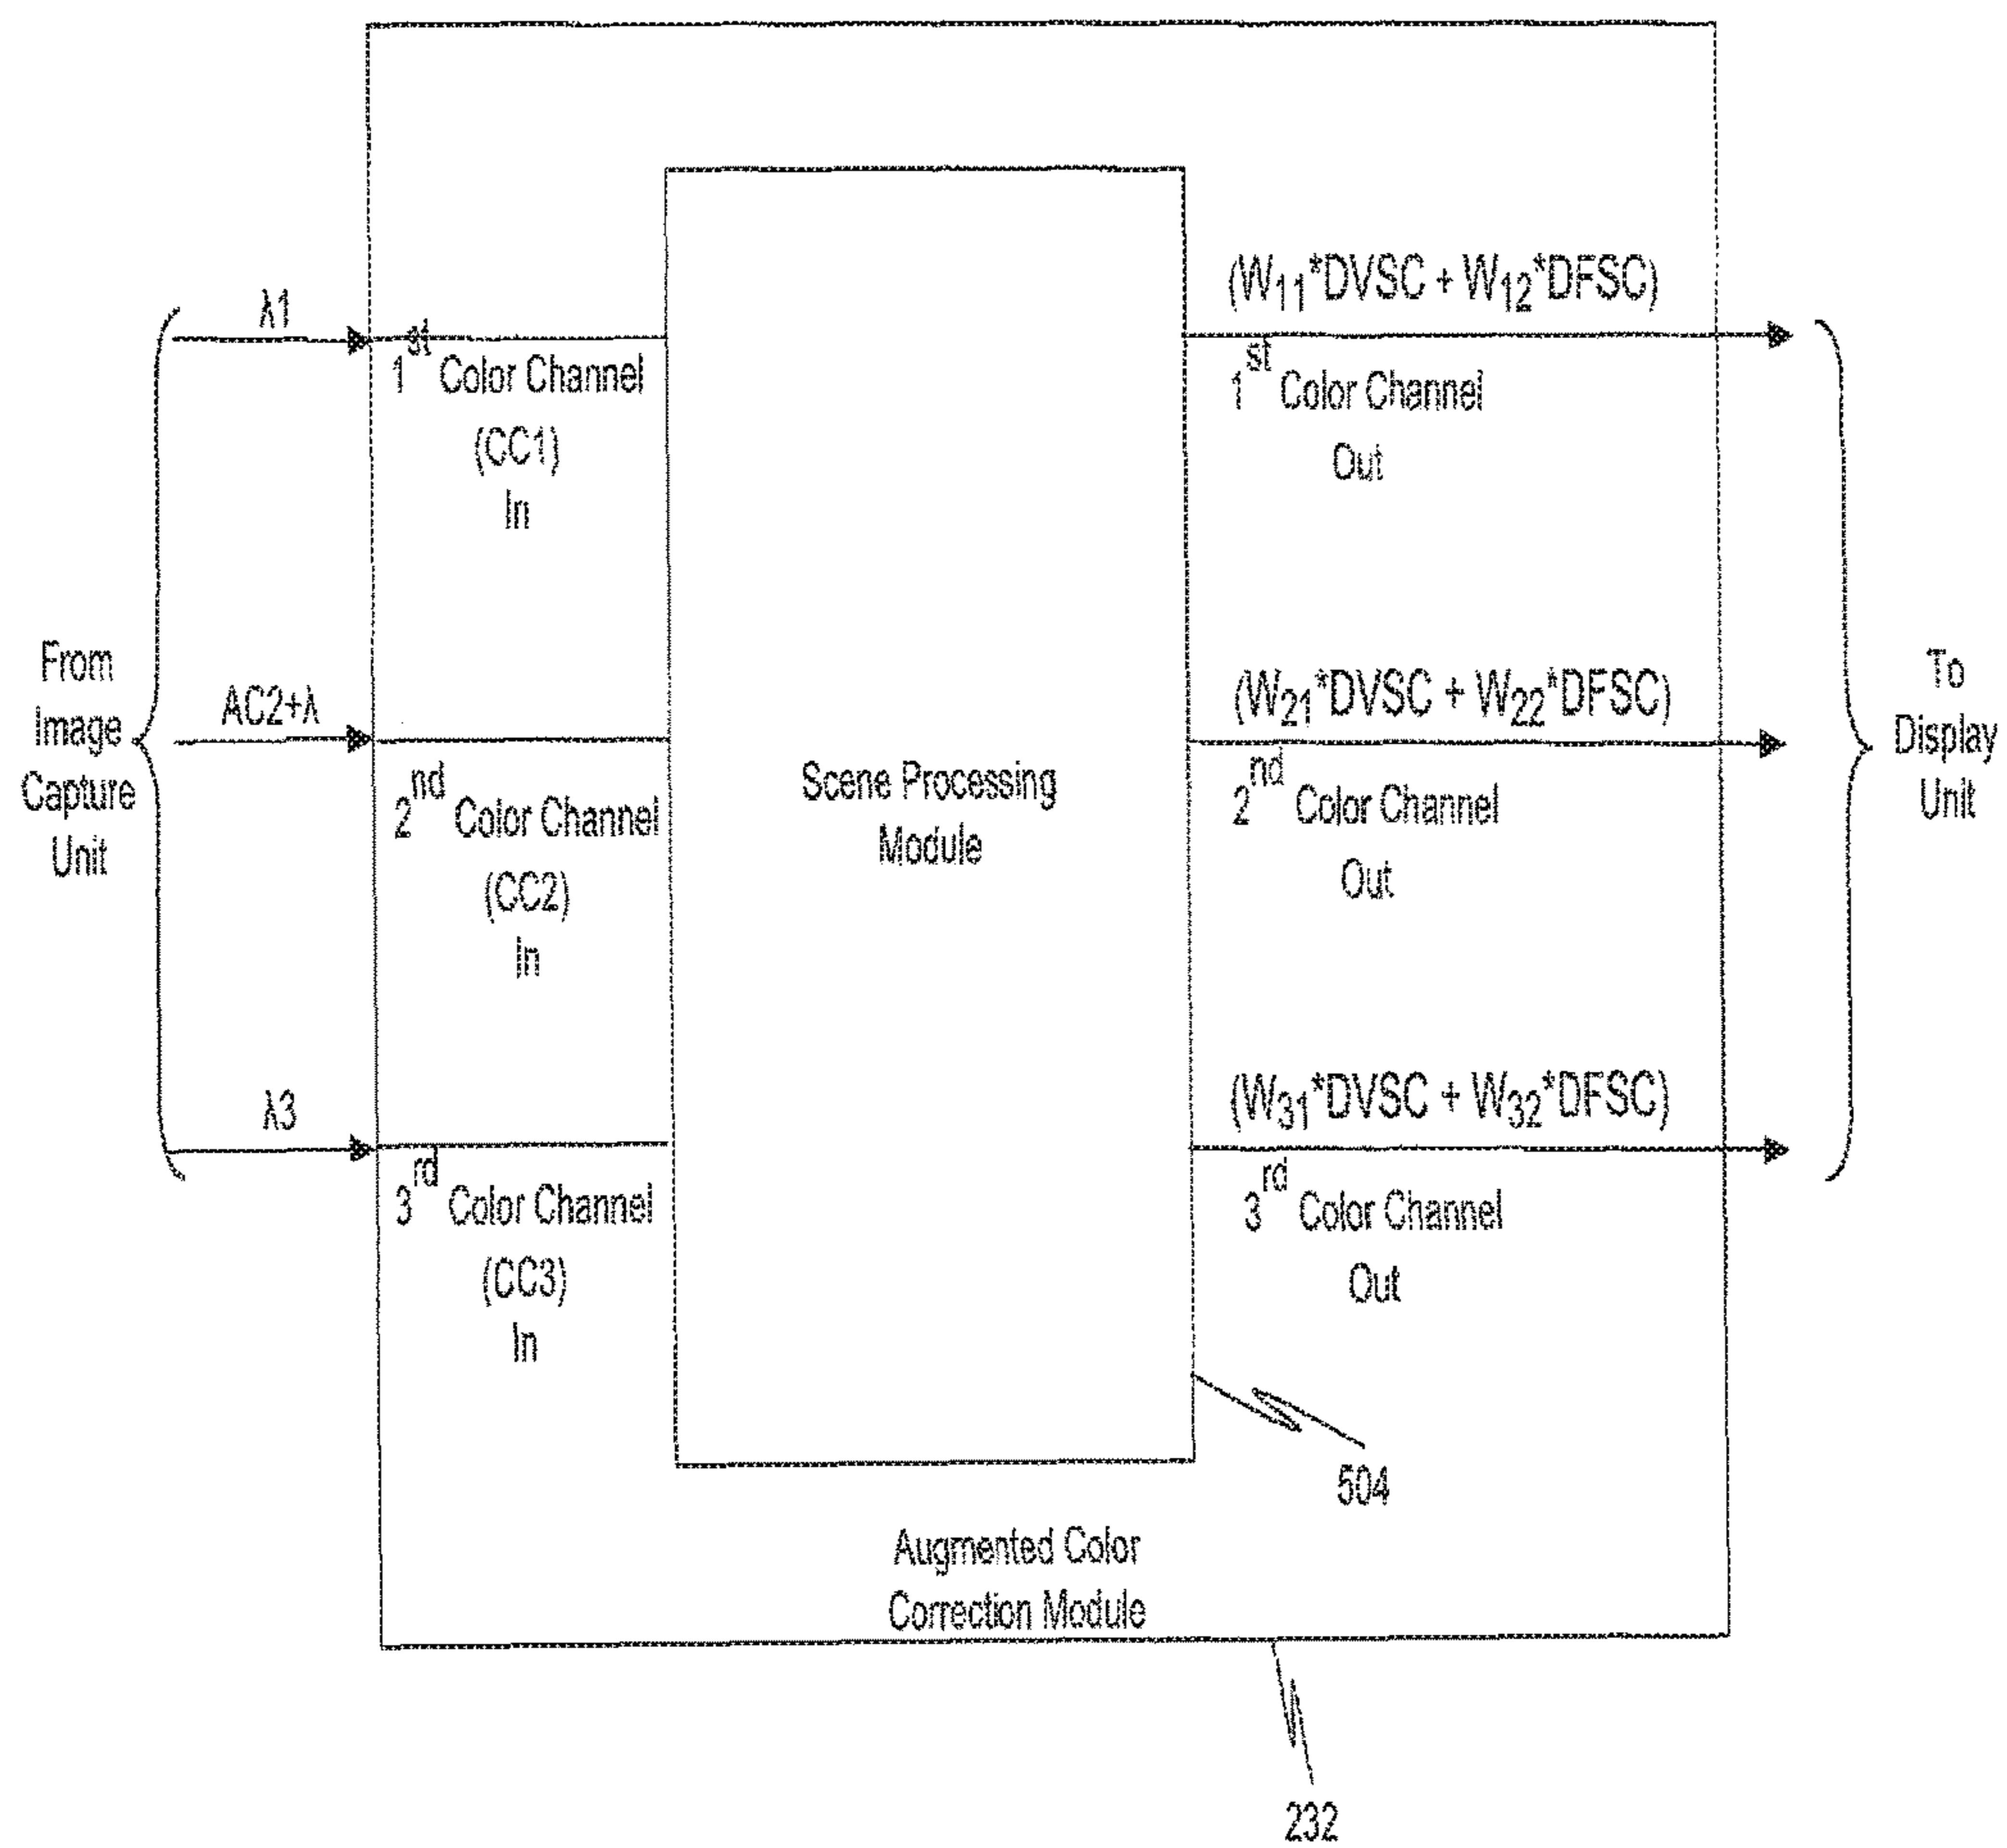 (W11*DVSC + W12*DFSC)
λ1
1st Color Channel
(CC1)
In
1st Color Channel
Out
From
Image
Capture
Unit
AC2+λ
2nd Color Channel
(CC2)
In
Scene Processing
Module
(W21*DVSC + W22*DFSC)
2nd Color Channel
Out
To
Display
Unit
λ3
3rd Color Channel
(CC3)
In
(W31*DVSC + W32*DFSC)
3rd Color Channel
Out
504
Augmented Color
Correction Module
232